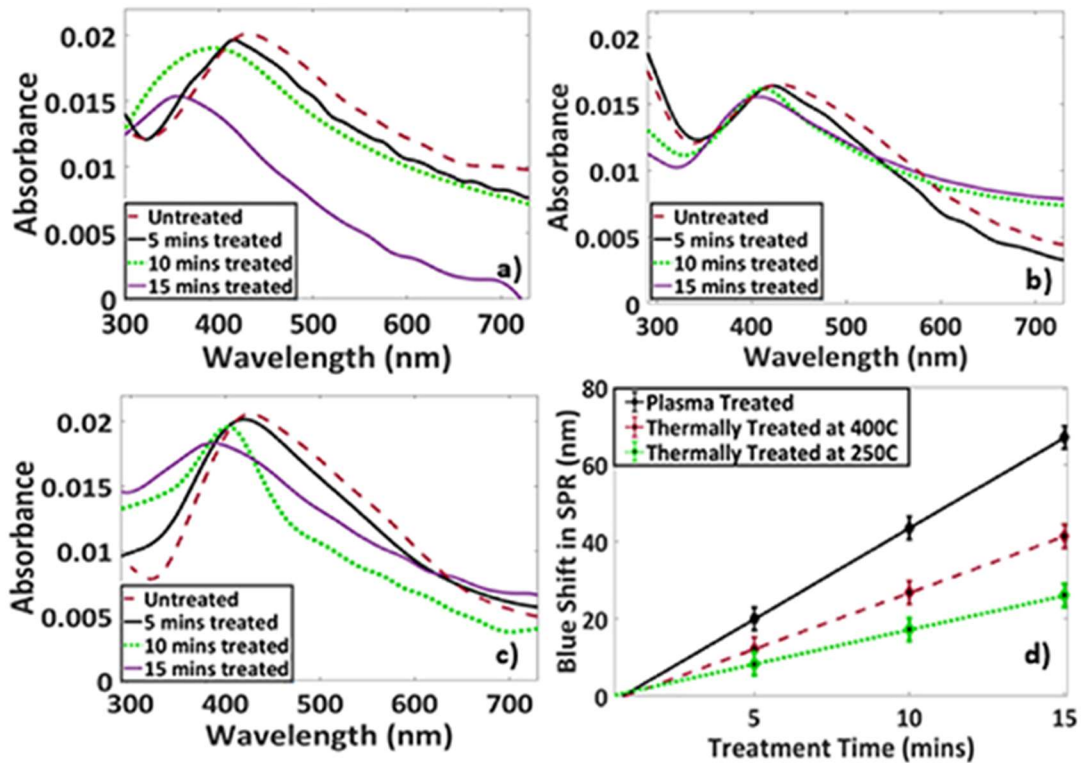 0.02
0.015
0.01
0.005
0
Absorbance
Untreated
5 mins treated
10 mins treated
15 mins treated
a)
300 400 500 600 700
Wavelength (nm)
0.02
0.015
0.01
0.005
0
Absorbance
Untreated
5 mins treated
10 mins treated
15 mins treated
b)
300 400 500 600 700
Wavelength (nm)
0.02
0.015
0.01
0.005
0
Absorbance
Untreated
5 mins treated
10 mins treated
15 mins treated
c)
300 400 500 600 700
Wavelength (nm)
80
60
40
20
0
Blue Shift in SPR (nm)
Plasma Treated
Thermally Treated at 400C
Thermally Treated at 250C
d)
5 10 15
Treatment Time (mins)